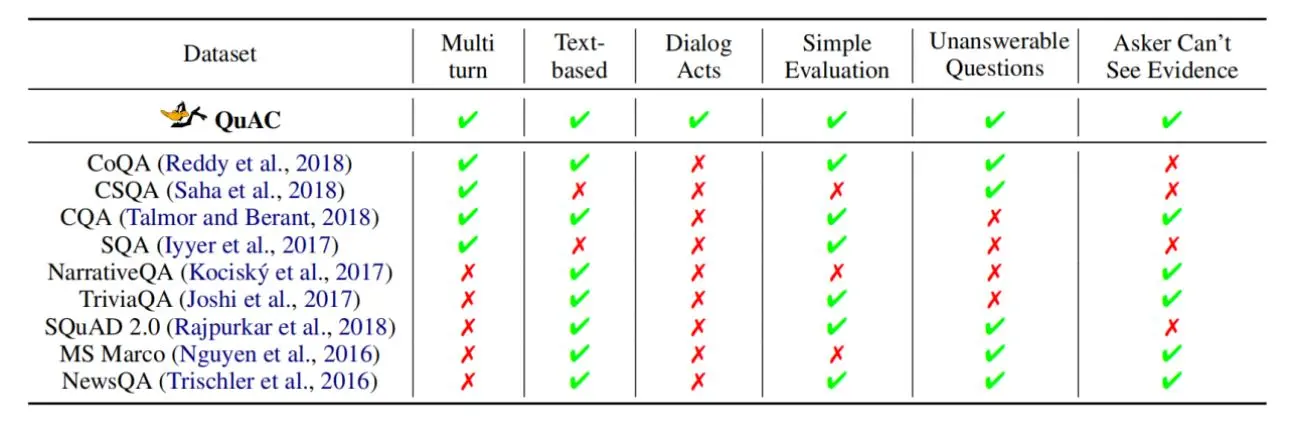 Dataset Multi turn Text-based Dialog Acts Simple Evaluation Unanswerable Questions Asker Can't See Evidence
QuAC ✔ ✔ ✔ ✔ ✔ ✔
CoQA (Reddy et al., 2018) ✔ ✔ ✗ ✔ ✔ ✗
CSQA (Saha et al., 2018) ✔ ✗ ✗ ✗ ✔ ✗
CQA (Talmor and Berant, 2018) ✔ ✔ ✗ ✔ ✗ ✔
SQA (Iyyer et al., 2017) ✔ ✗ ✗ ✔ ✗ ✗
NarrativeQA (Kociský et al., 2017) ✗ ✔ ✗ ✗ ✗ ✔
TriviaQA (Joshi et al., 2017) ✗ ✔ ✗ ✔ ✗ ✔
SQuAD 2.0 (Rajpurkar et al., 2018) ✗ ✔ ✗ ✔ ✔ ✗
MS Marco (Nguyen et al., 2016) ✗ ✔ ✗ ✗ ✔ ✔
NewsQA (Trischler et al., 2016) ✗ ✔ ✗ ✔ ✔ ✔